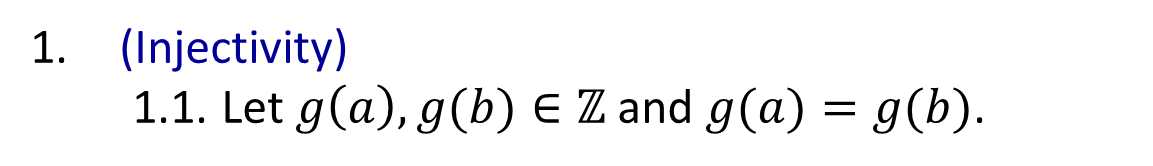 1. (Injectivity)
1.1. Let g(a), g(b) ∈ ℤ and g(a) = g(b).